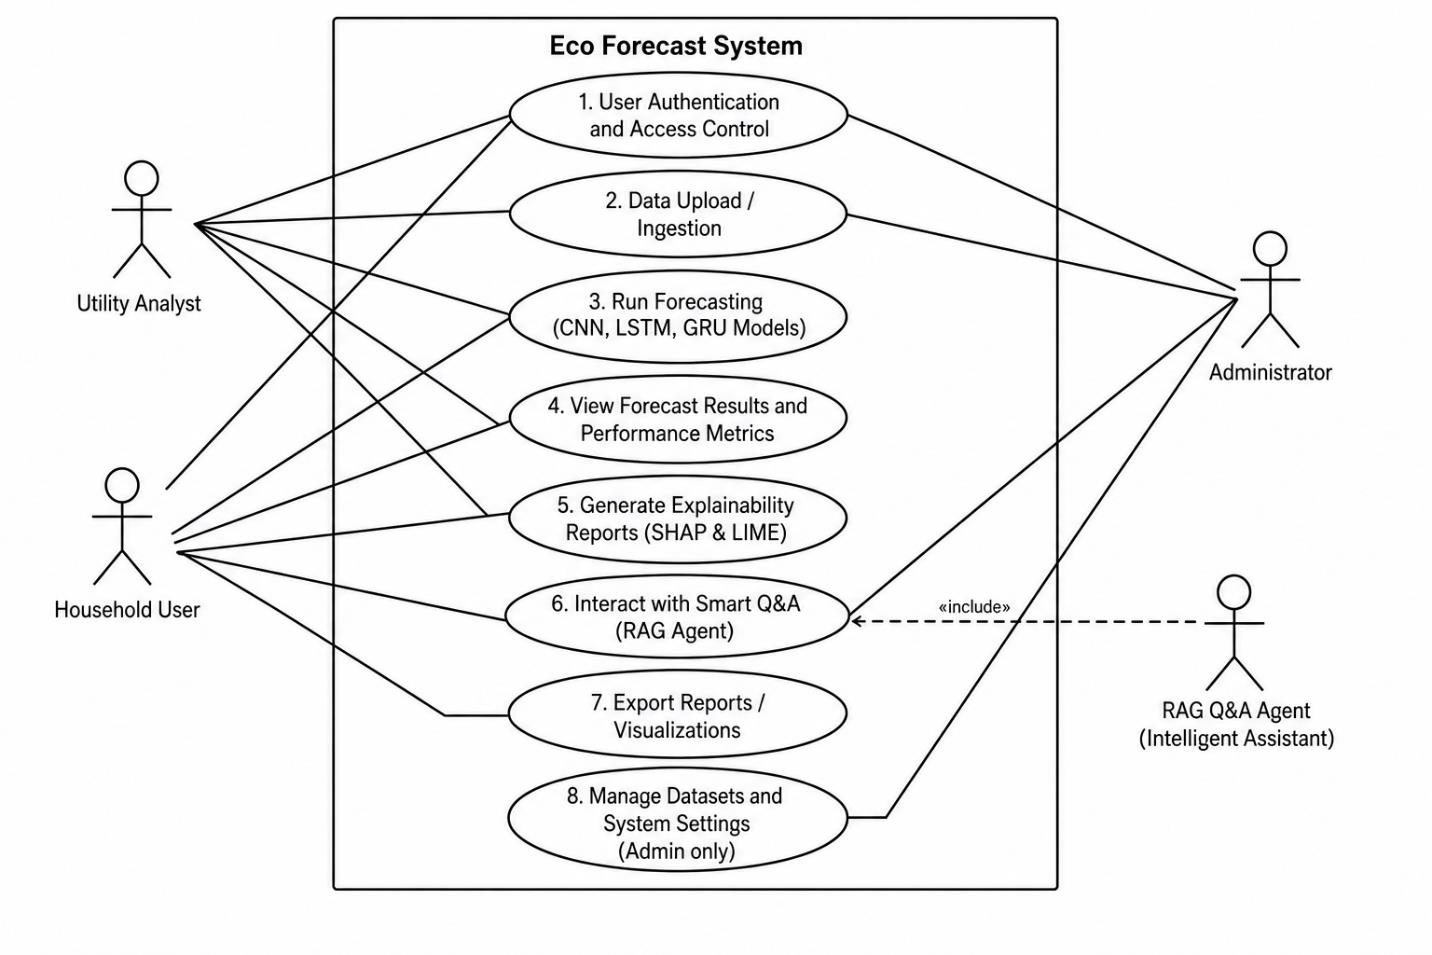 Eco Forecast System
1. User Authentication
and Access Control
2. Data Upload /
Ingestion
3. Run Forecasting
(CNN, LSTM, GRU Models)
4. View Forecast Results and
Performance Metrics
5. Generate Explainability
Reports (SHAP & LIME)
6. Interact with Smart Q&A
(RAG Agent)
7. Export Reports /
Visualizations
8. Manage Datasets and
System Settings
(Admin only)
Utility Analyst
Household User
Administrator
«include»
RAG Q&A Agent
(Intelligent Assistant)